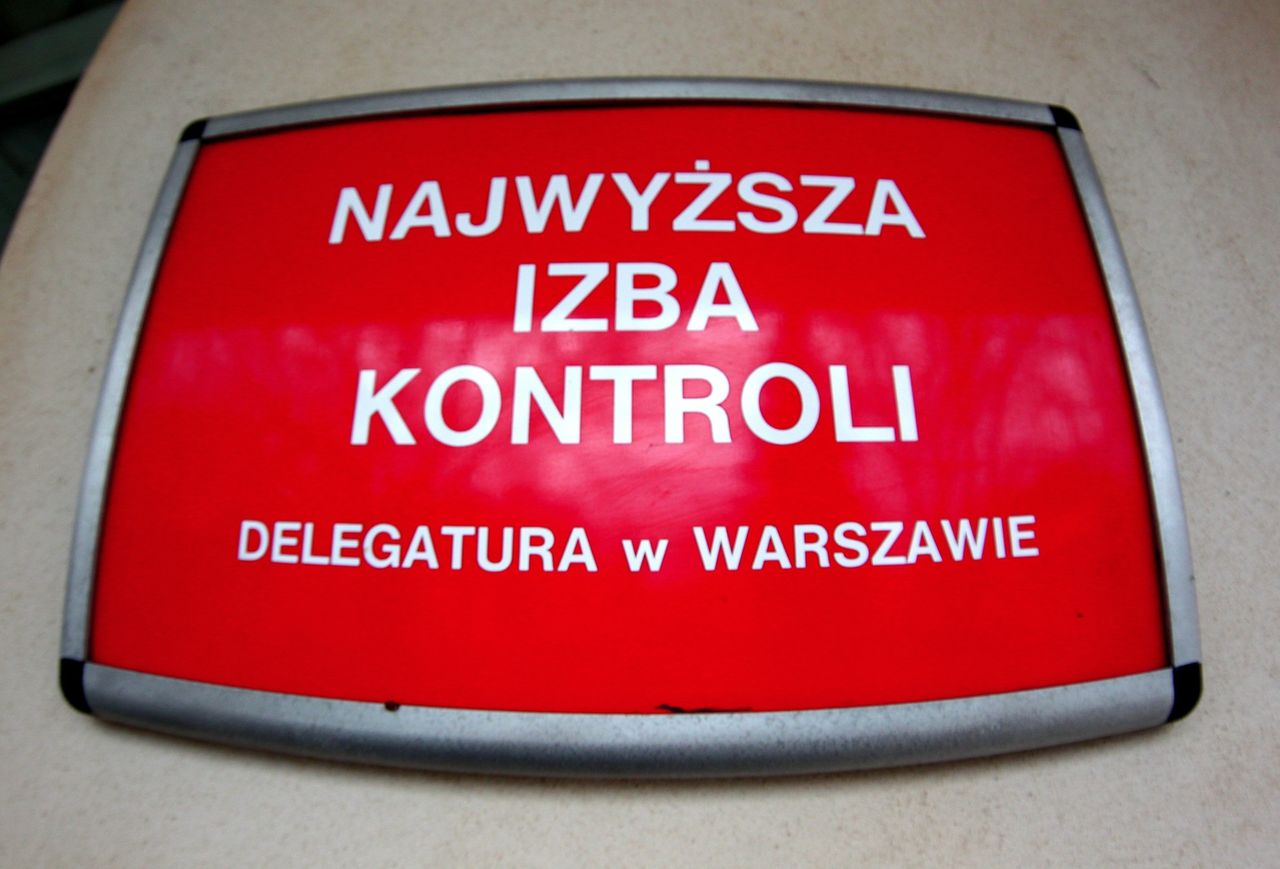 NAJWYŻSZA
IZBA
KONTROLI
DELEGATURA w WARSZAWIE